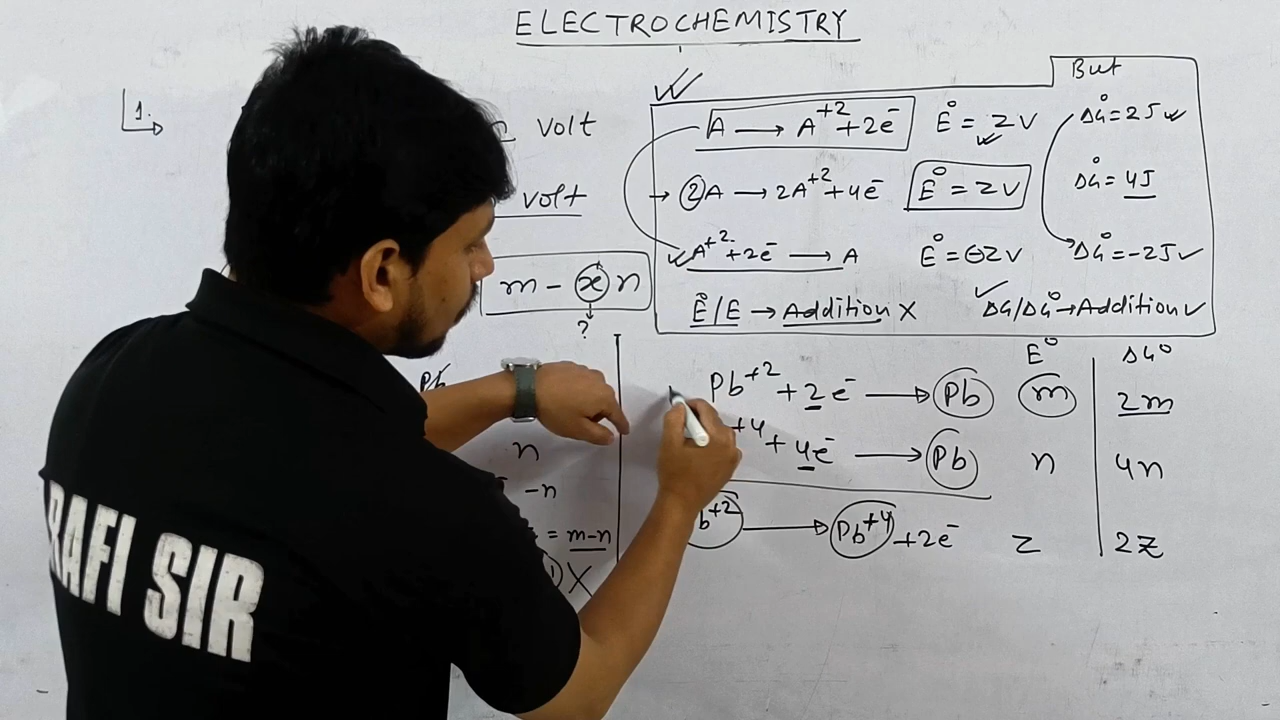 ELECTROCHEMISTRY
1.
volt
volt
m - x n
?
But
A → A⁺² + 2e⁻ E° = 2V ΔG° = 2J
→ 2A → 2A⁺² + 4e⁻ E° = 2V ΔG° = 4J
A⁺² + 2e⁻ → A E° = -2V ΔG° = -2J
E°/E → Addition X ΔG/ΔG° → Addition ✓
E° ΔG°
Pb⁺² + 2e⁻ → Pb m 2m
+4 + 4e⁻ → Pb n 4n
b⁺² → Pb⁺⁴ + 2e⁻ z 2z
Pb
n
-n
= m-n
X
RAFI SIR